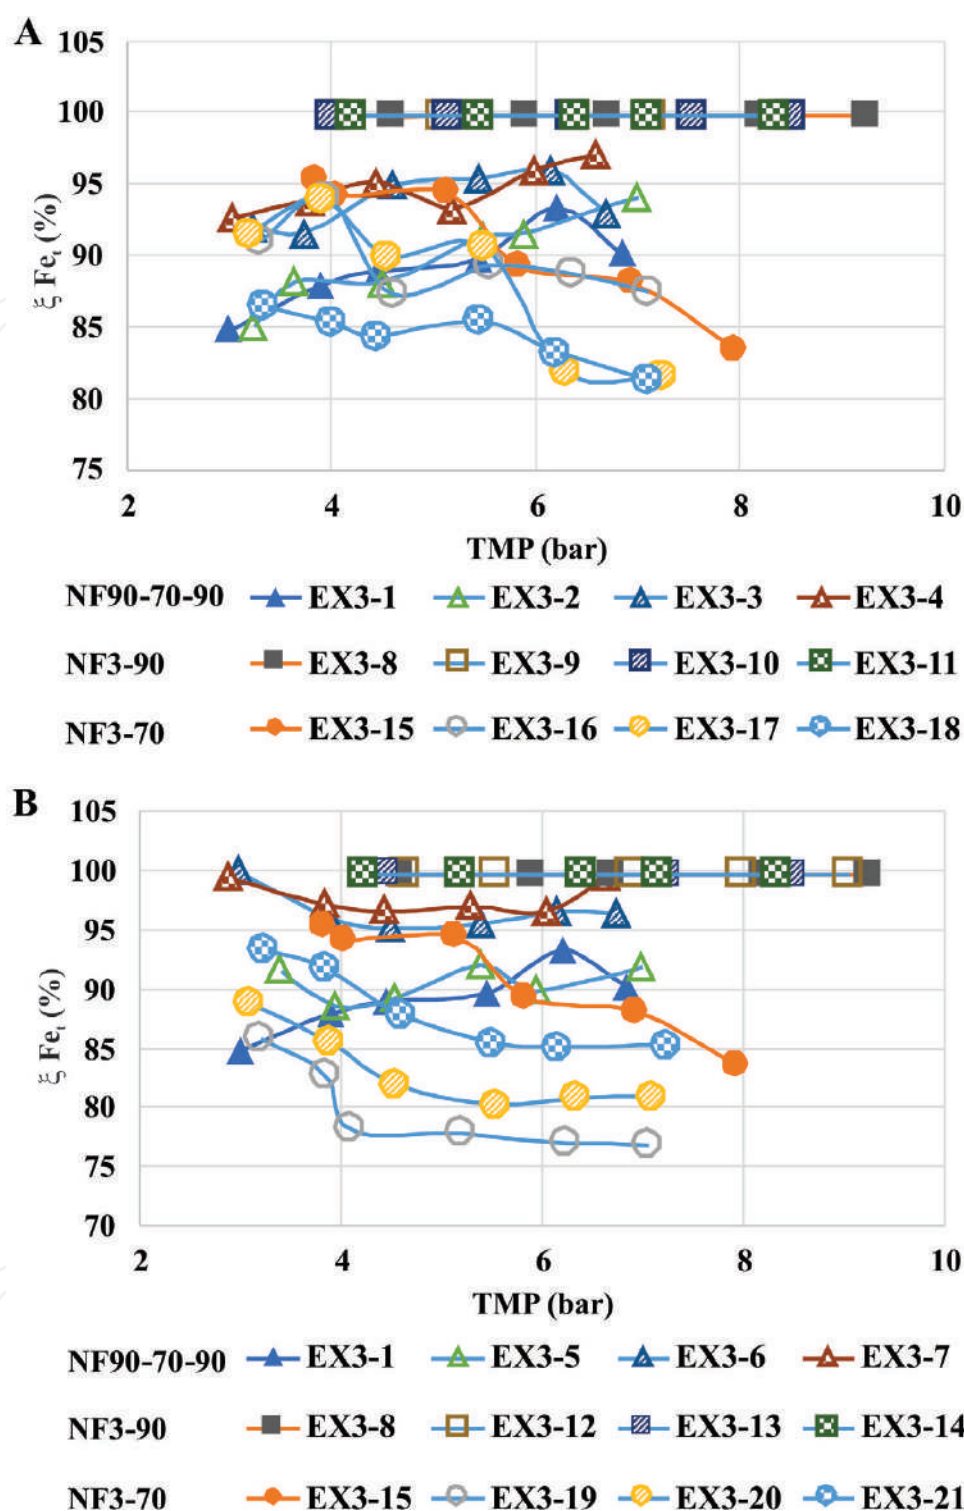 A
105
100
95
90
85
80
75
ξ Feₜ (%)
2 4 6 8 10
TMP (bar)
NF90-70-90 EX3-1 EX3-2 EX3-3 EX3-4
NF3-90 EX3-8 EX3-9 EX3-10 EX3-11
NF3-70 EX3-15 EX3-16 EX3-17 EX3-18
B
105
100
95
90
85
80
75
70
ξ Feₜ (%)
2 4 6 8 10
TMP (bar)
NF90-70-90 EX3-1 EX3-5 EX3-6 EX3-7
NF3-90 EX3-8 EX3-12 EX3-13 EX3-14
NF3-70 EX3-15 EX3-19 EX3-20 EX3-21